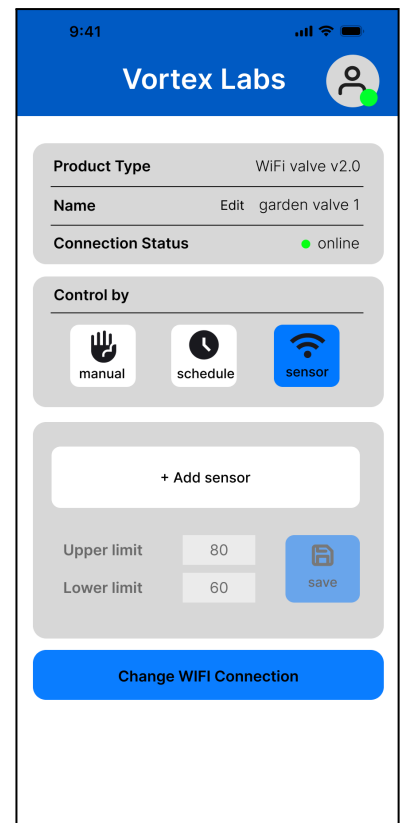 9:41
Vortex Labs
Product Type WiFi valve v2.0
Name Edit garden valve 1
Connection Status online
Control by
manual schedule sensor
+ Add sensor
Upper limit 80
save
Lower limit 60
Change WIFI Connection